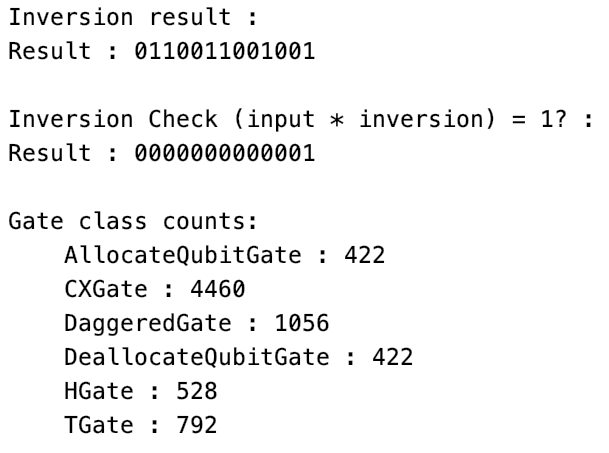 Inversion result :
Result : 0110011001001
Inversion Check (input * inversion) = 1? :
Result : 0000000000001
Gate class counts:
AllocateQubitGate : 422
CXGate : 4460
DaggeredGate : 1056
DeallocateQubitGate : 422
HGate : 528
TGate : 792